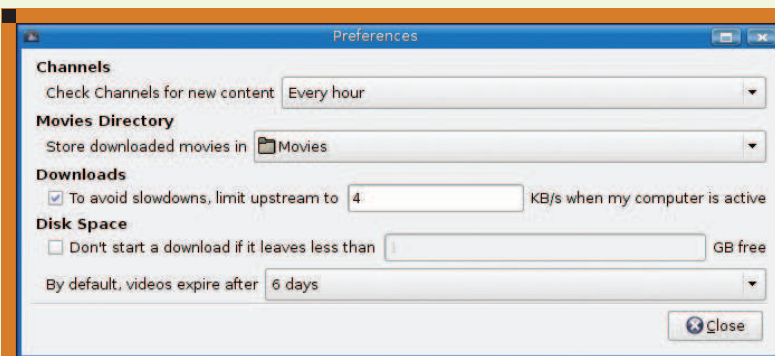 Preferences
Channels
Check Channels for new content Every hour
Movies Directory
Store downloaded movies in Movies
Downloads
To avoid slowdowns, limit upstream to 4 KB/s when my computer is active
Disk Space
Don't start a download if it leaves less than 1 GB free
By default, videos expire after 6 days
Close